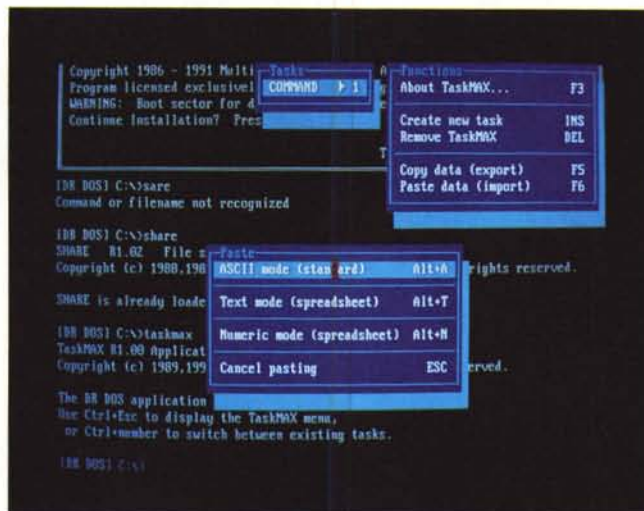 Copyright 1986 - 1991 Multi
Program licensed exclusivel
WARNING: Boot sector for d
Continue Installation? Pres
Tasks
COMMAND 1
Functions
About TaskMAX... F3
Create new task INS
Remove TaskMAX DEL
Copy data (export) F5
Paste data (import) F6
[DR DOS] C:\>sare
Command or filename not recognized
[DR DOS] C:\>share
SHARE R1.02 File s
Copyright (c) 1988,198 rights reserved.
SHARE is already loade
Paste
ASCII mode (standard) Alt+A
Text mode (spreadsheet) Alt+T
Numeric mode (spreadsheet) Alt+N
Cancel pasting ESC
[DR DOS] C:\>taskmax
TaskMAX R1.00 Applicat
Copyright (c) 1989,199 erved.
The DR DOS application
Use Ctrl+Esc to display the TaskMAX menu,
or Ctrl+number to switch between existing tasks.
[DR DOS] C:\>